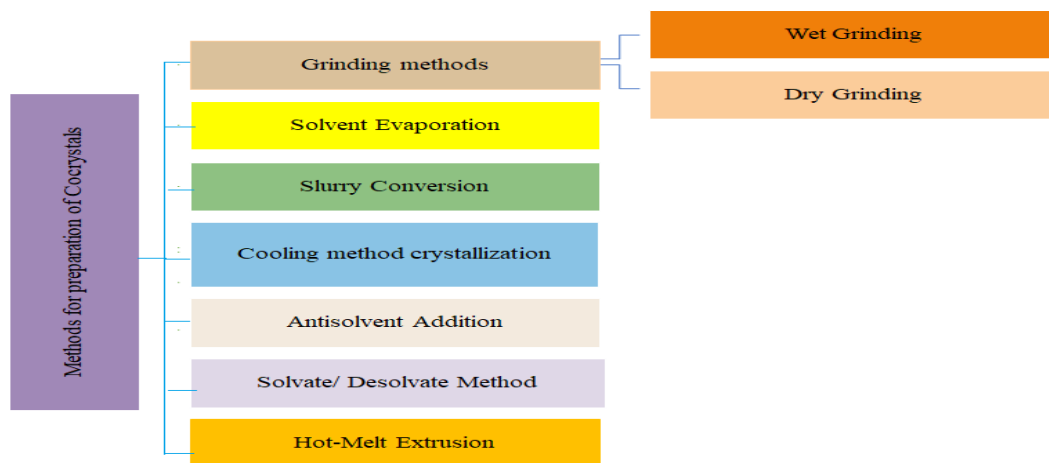 Methods for preparation of Cocrystals
Grinding methods
Wet Grinding
Dry Grinding
Solvent Evaporation
Slurry Conversion
Cooling method crystallization
Antisolvent Addition
Solvate/ Desolvate Method
Hot-Melt Extrusion